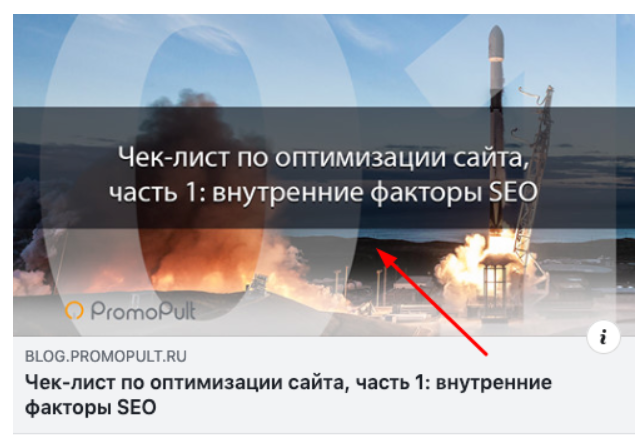 01
Чек-лист по оптимизации сайта,
часть 1: внутренние факторы SEO
PromoPult
i
BLOG.PROMOPULT.RU
Чек-лист по оптимизации сайта, часть 1: внутренние
факторы SEO